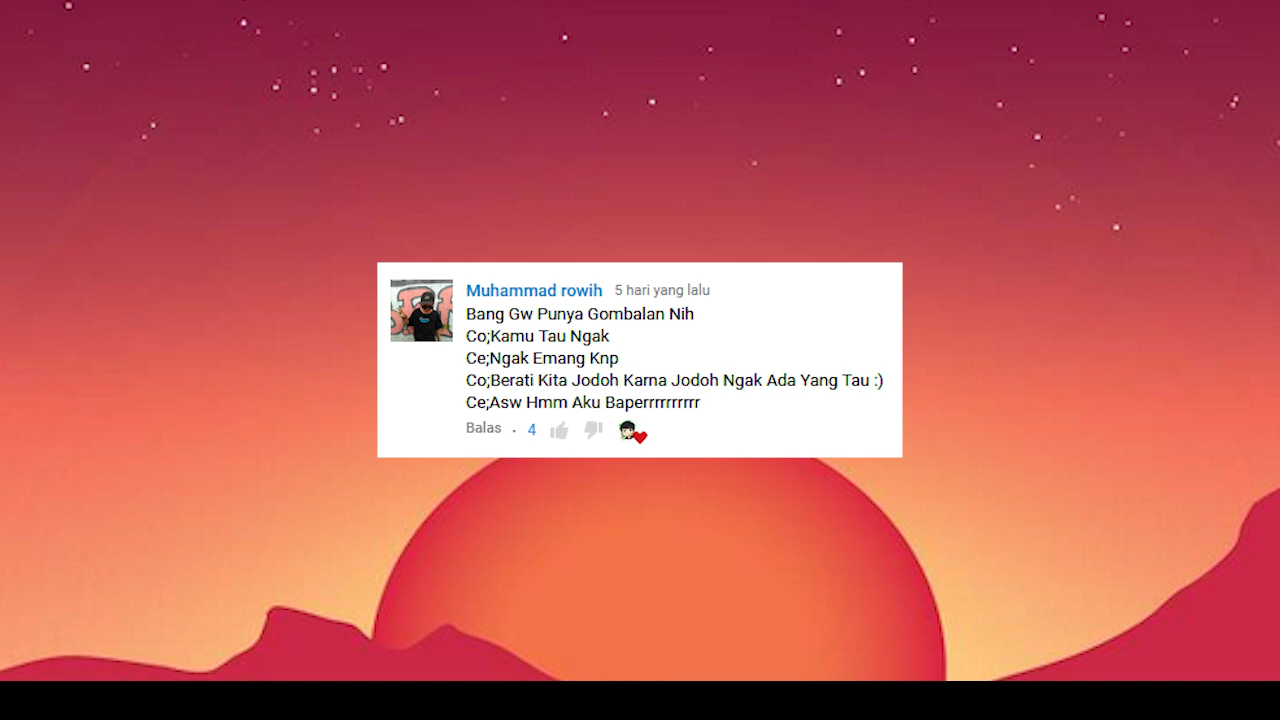 Muhammad rowih 5 hari yang lalu
Bang Gw Punya Gombalan Nih
Co;Kamu Tau Ngak
Ce;Ngak Emang Knp
Co;Berati Kita Jodoh Karna Jodoh Ngak Ada Yang Tau :)
Ce;Asw Hmm Aku Baperrrrrrrrrr
Balas . 4